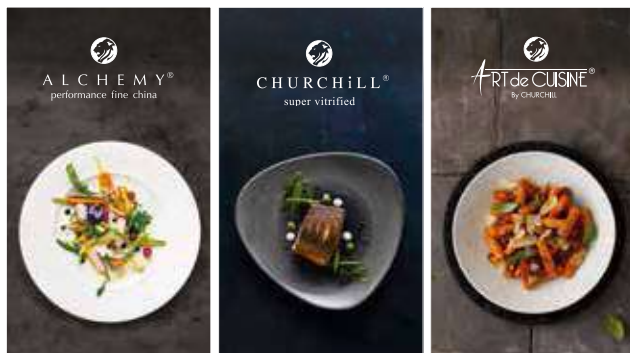 ALCHEMY®
performance fine china
CHURCHiLL®
super vitrified
ART de CUISINE®
By CHURCHILL